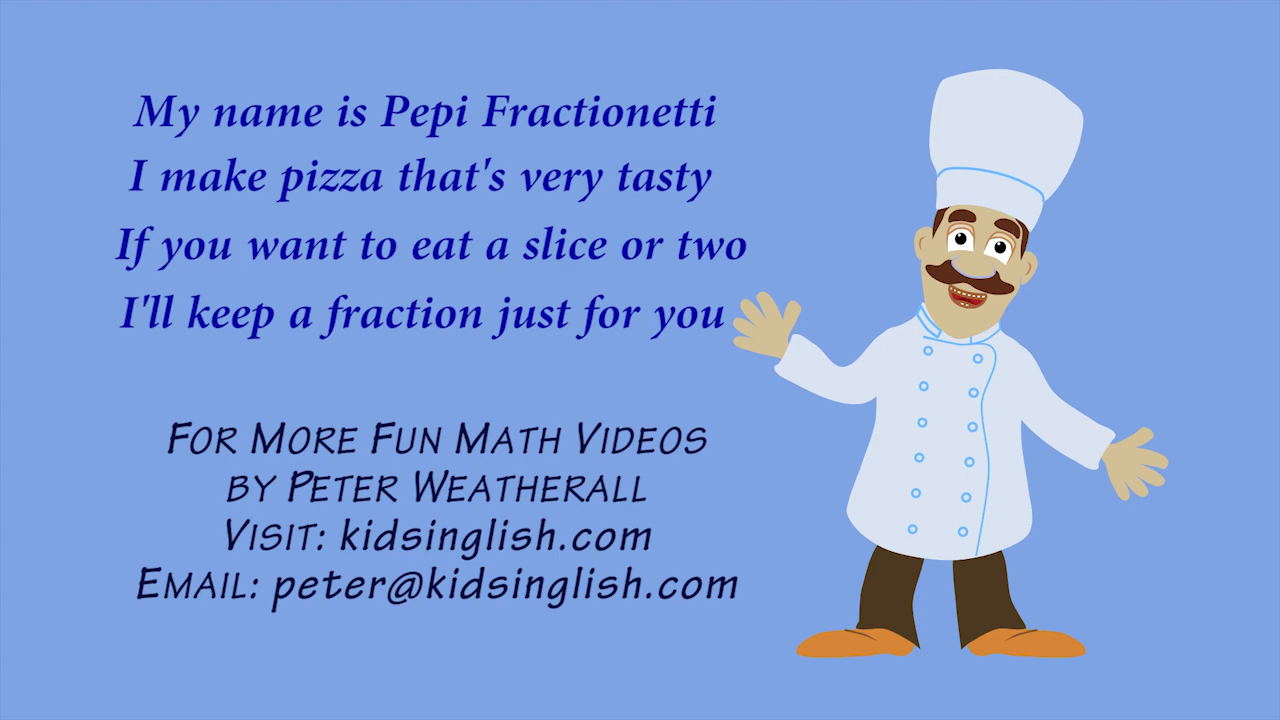 My name is Pepi Fractionetti
I make pizza that's very tasty
If you want to eat a slice or two
I'll keep a fraction just for you
For More Fun Math Videos
by Peter Weatherall
Visit: kidsinglish.com
Email: peter@kidsinglish.com